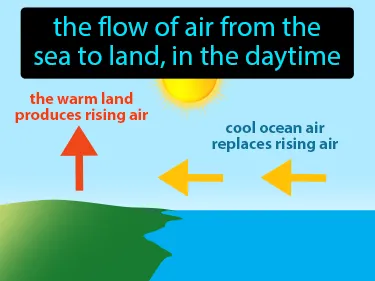 the flow of air from the
sea to land, in the daytime
the warm land
produces rising air
cool ocean air
replaces rising air